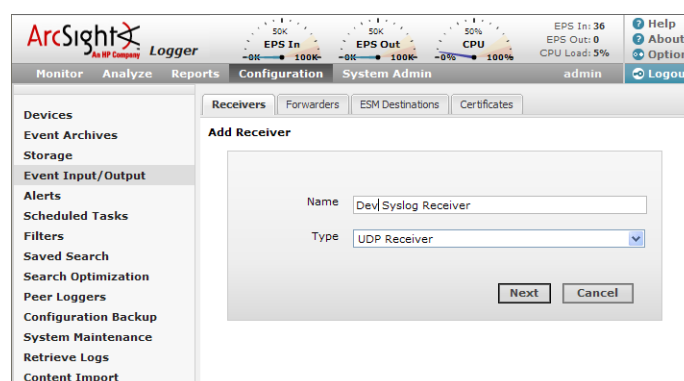 ArcSight An HP Company Logger
50K 50K 50%
EPS In EPS Out CPU
0K 100K 0K 100K 0% 100%
EPS In: 36
EPS Out: 0
CPU Load: 5%
Help
About
Option
Monitor Analyze Reports Configuration System Admin admin Logou
Receivers Forwarders ESM Destinations Certificates
Add Receiver
Devices
Event Archives
Storage
Event Input/Output
Alerts
Scheduled Tasks
Filters
Saved Search
Search Optimization
Peer Loggers
Configuration Backup
System Maintenance
Retrieve Logs
Content Import
Name Dev Syslog Receiver
Type UDP Receiver
Next Cancel